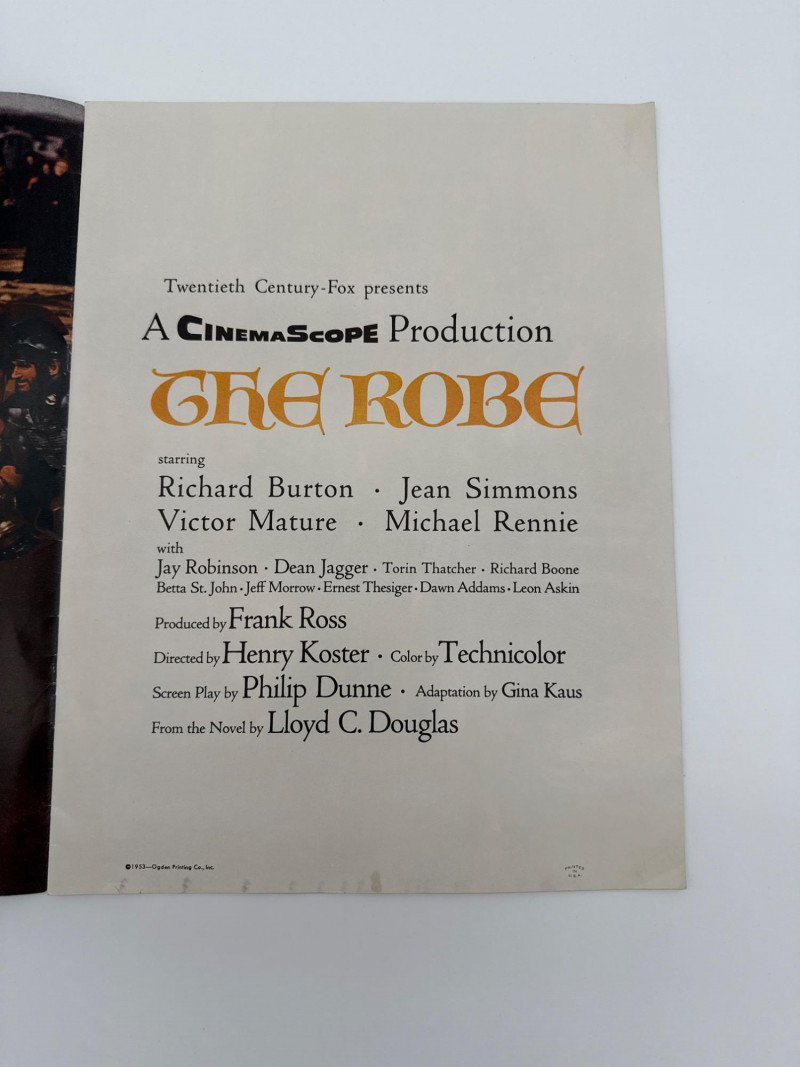 Twentieth Century-Fox presents
A CINEMASCOPE Production
THE ROBE
starring
Richard Burton · Jean Simmons
Victor Mature · Michael Rennie
with
Jay Robinson · Dean Jagger · Torin Thatcher · Richard Boone
Betta St. John · Jeff Morrow · Ernest Thesiger · Dawn Addams · Leon Askin
Produced by Frank Ross
Directed by Henry Koster · Color by Technicolor
Screen Play by Philip Dunne · Adaptation by Gina Kaus
From the Novel by Lloyd C. Douglas
©1953—Ogden Printing Co., Inc.
PRINTED
IN
U.S.A.